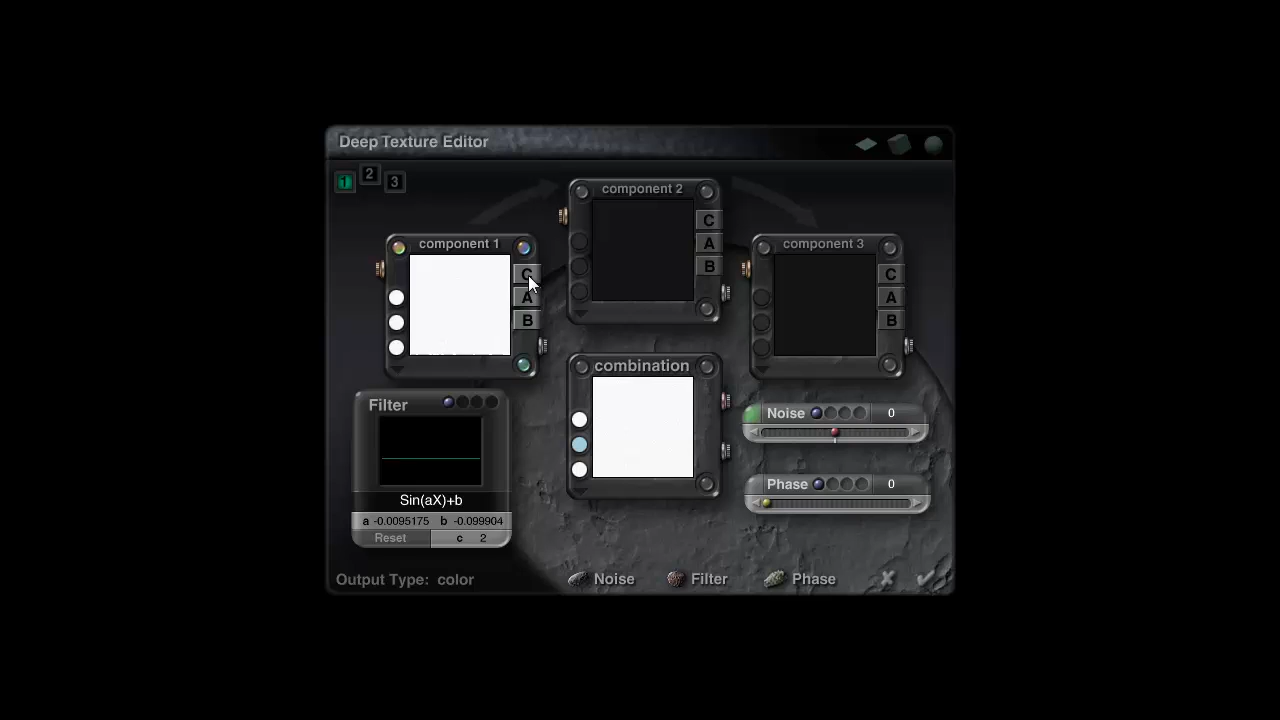 Deep Texture Editor
1 2 3
component 1
C
A
B
component 2
C
A
B
component 3
C
A
B
combination
Filter
Sin(aX)+b
a -0.0095175 b -0.099904
Reset c 2
Noise 0
Phase 0
Output Type: color
Noise Filter Phase